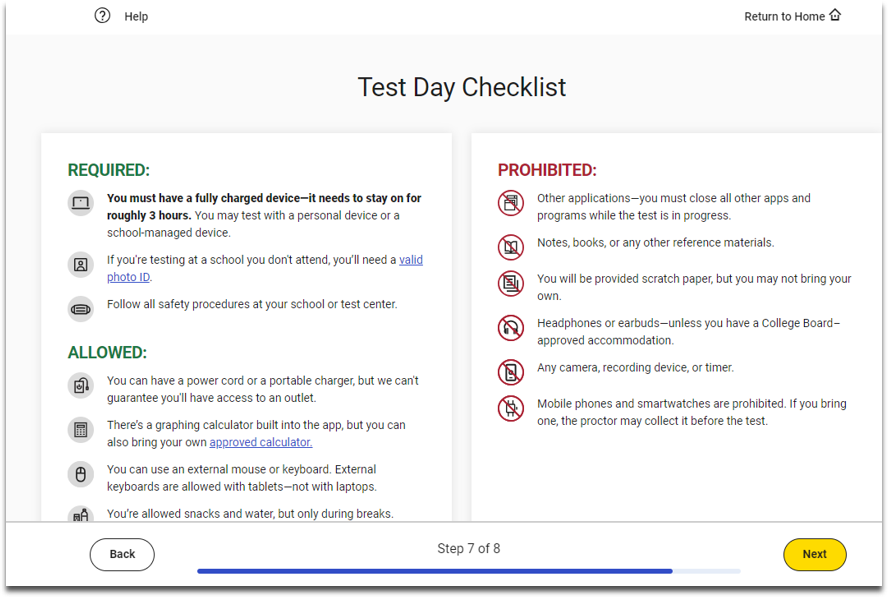 Help
Return to Home
Test Day Checklist
REQUIRED:
You must have a fully charged device—it needs to stay on for
roughly 3 hours. You may test with a personal device or a
school-managed device.
If you're testing at a school you don't attend, you'll need a valid
photo ID.
Follow all safety procedures at your school or test center.
ALLOWED:
You can have a power cord or a portable charger, but we can't
guarantee you'll have access to an outlet.
There's a graphing calculator built into the app, but you can
also bring your own approved calculator.
You can use an external mouse or keyboard. External
keyboards are allowed with tablets—not with laptops.
You're allowed snacks and water, but only during breaks.
PROHIBITED:
Other applications—you must close all other apps and
programs while the test is in progress.
Notes, books, or any other reference materials.
You will be provided scratch paper, but you may not bring your
own.
Headphones or earbuds—unless you have a College Board–
approved accommodation.
Any camera, recording device, or timer.
Mobile phones and smartwatches are prohibited. If you bring
one, the proctor may collect it before the test.
Back
Step 7 of 8
Next